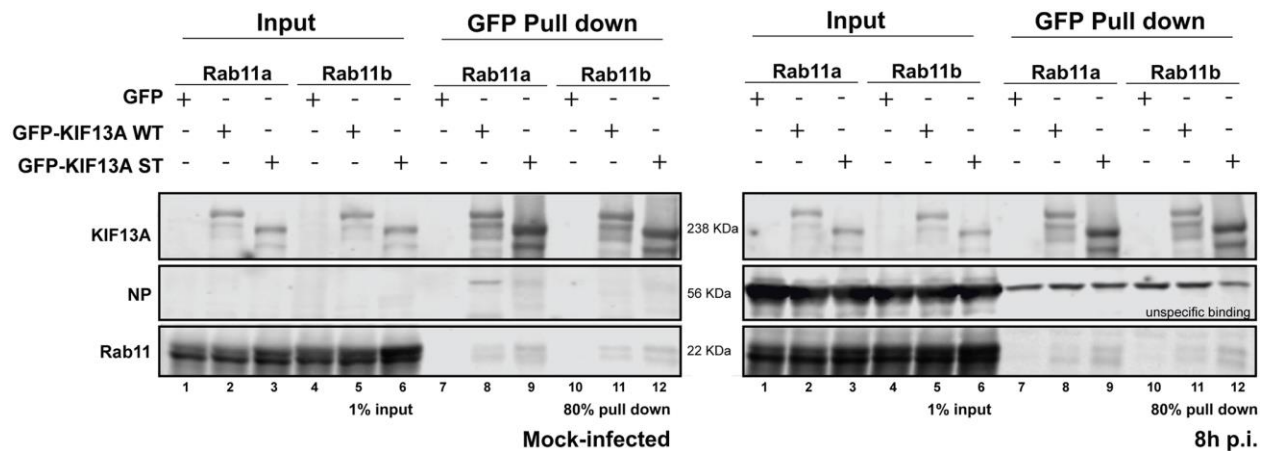 Input GFP Pull down Input GFP Pull down
Rab11a Rab11b Rab11a Rab11b Rab11a Rab11b Rab11a Rab11b
GFP + - - + - - + - - + - - + - - + - - + - - + - -
GFP-KIF13A WT - + - - + - - + - - + - - + - - + - - + - - + -
GFP-KIF13A ST - - + - - + - - + - - + - - + - - + - - + - - +
KIF13A 238 KDa
NP 56 KDa
unspecific binding
Rab11 22 KDa
1 2 3 4 5 6 7 8 9 10 11 12 1 2 3 4 5 6 7 8 9 10 11 12
1% input 80% pull down 1% input 80% pull down
Mock-infected 8h p.i.